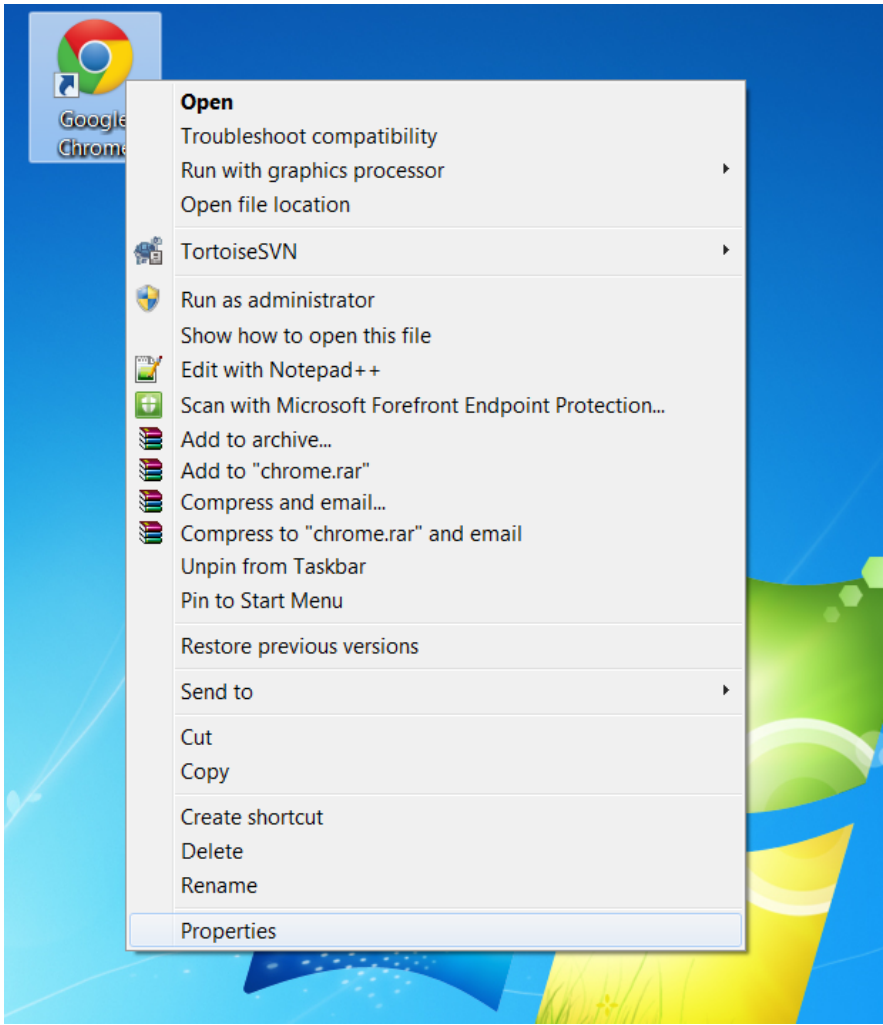 Google
Chrome
Open
Troubleshoot compatibility
Run with graphics processor
Open file location
TortoiseSVN
Run as administrator
Show how to open this file
Edit with Notepad++
Scan with Microsoft Forefront Endpoint Protection...
Add to archive...
Add to "chrome.rar"
Compress and email...
Compress to "chrome.rar" and email
Unpin from Taskbar
Pin to Start Menu
Restore previous versions
Send to
Cut
Copy
Create shortcut
Delete
Rename
Properties